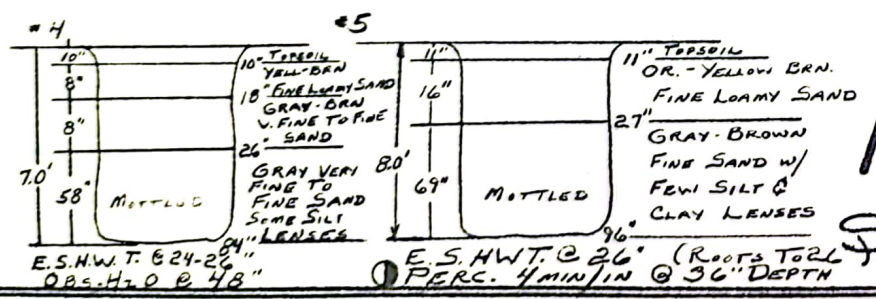 #4
10"
8"
8"
58"
7.0'
MOTTLED
10" TOPSOIL
YELL-BRN
18" FINE LOAMY SAND
GRAY-BRN
V. FINE TO FINE
SAND
26"
GRAY VERY
FINE TO
FINE SAND
SOME SILT
84" LENSES
E.S.H.W.T. @ 24-26"
OBS. H2O @ 48"
#5
11"
16"
69"
8.0'
MOTTLED
11" TOPSOIL
OR.-YELLOW BRN.
FINE LOAMY SAND
27"
GRAY-BROWN
FINE SAND W/
FEW SILT &
CLAY LENSES
96"
E.S.HWT. @ 26" (ROOTS TO 26
PERC. 4 MIN/IN @ 36" DEPTH